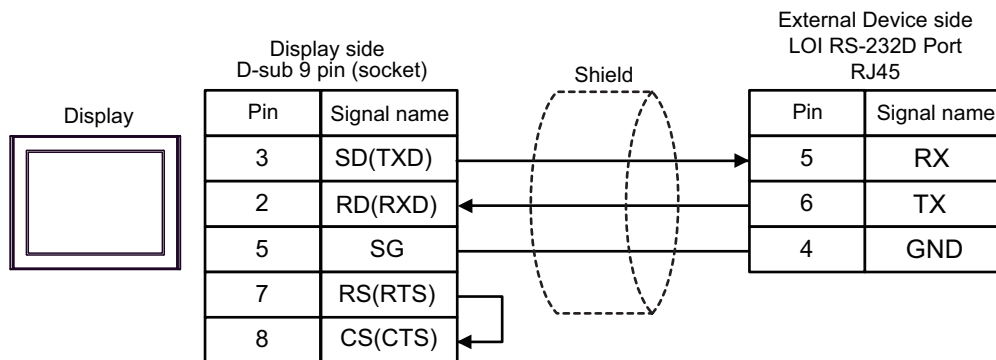 External Device side
LOI RS-232D Port
RJ45
Display side
D-sub 9 pin (socket)
Shield
Display
Pin Signal name
3 SD(TXD)
2 RD(RXD)
5 SG
7 RS(RTS)
8 CS(CTS)
Pin Signal name
5 RX
6 TX
4 GND